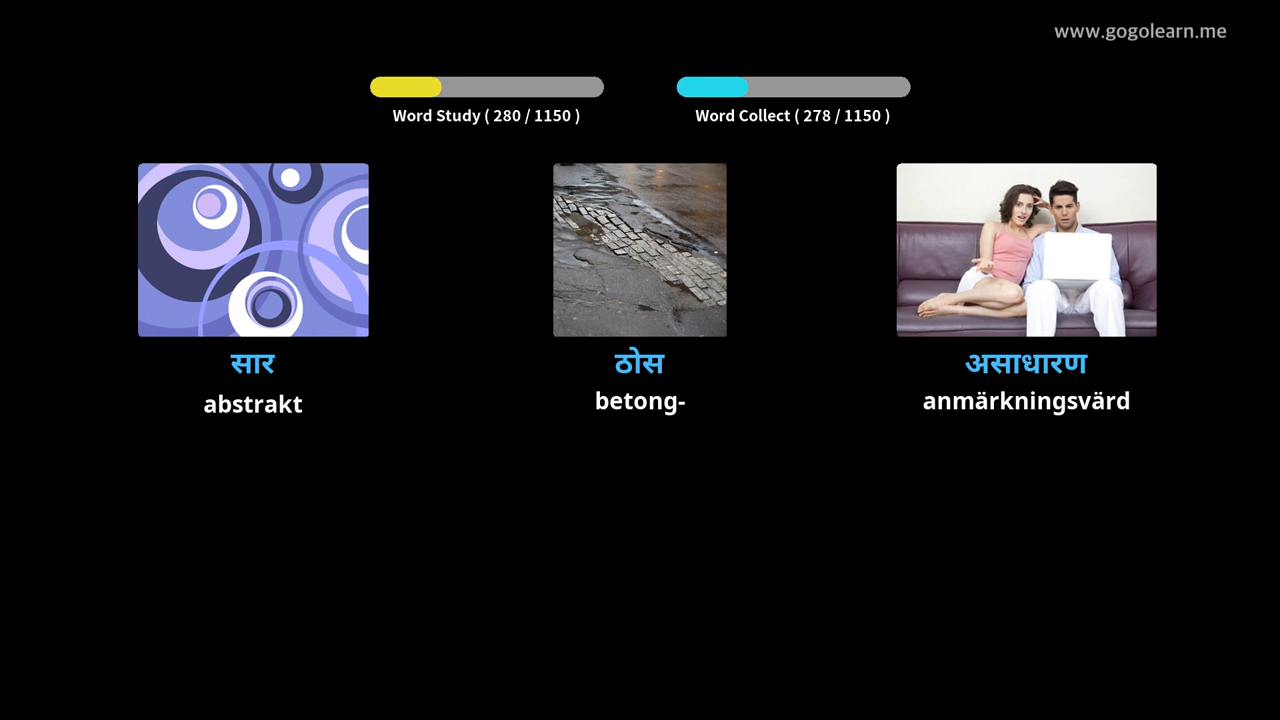 www.gogolearn.me
Word Study ( 280 / 1150 )
Word Collect ( 278 / 1150 )
सार
ठोस
असाधारण
abstrakt
betong-
anmärkningsvärd